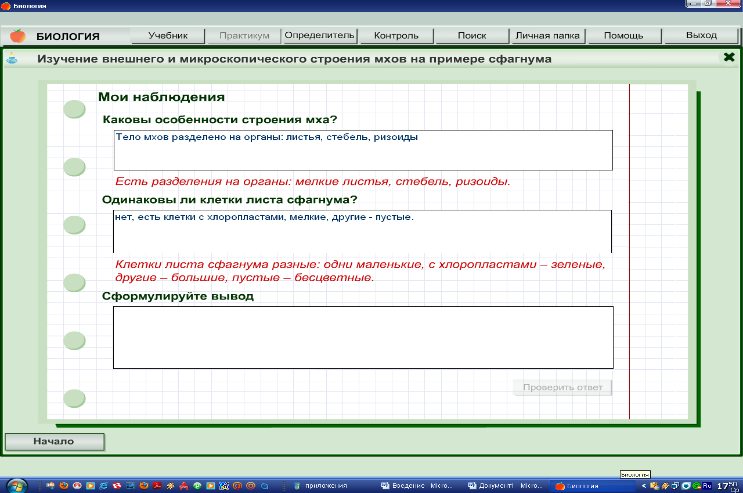 Биология
БИОЛОГИЯ
Учебник
Практикум
Определитель
Контроль
Поиск
Личная папка
Помощь
Выход
Изучение внешнего и микроскопического строения мхов на примере сфагнума
Мои наблюдения
Каковы особенности строения мха?
Тело мхов разделено на органы: листья, стебель, ризоиды
Есть разделения на органы: мелкие листья, стебель, ризоиды.
Одинаковы ли клетки листа сфагнума?
нет, есть клетки с хлоропластами, мелкие, другие - пустые.
Клетки листа сфагнума разные: одни маленькие, с хлоропластами – зеленые,
другие – большие, пустые – бесцветные.
Сформулируйте вывод
Проверить ответ
Начало
Биология
приложения
Введение - Micro...
Документ1 - Micro...
Биология
Ru